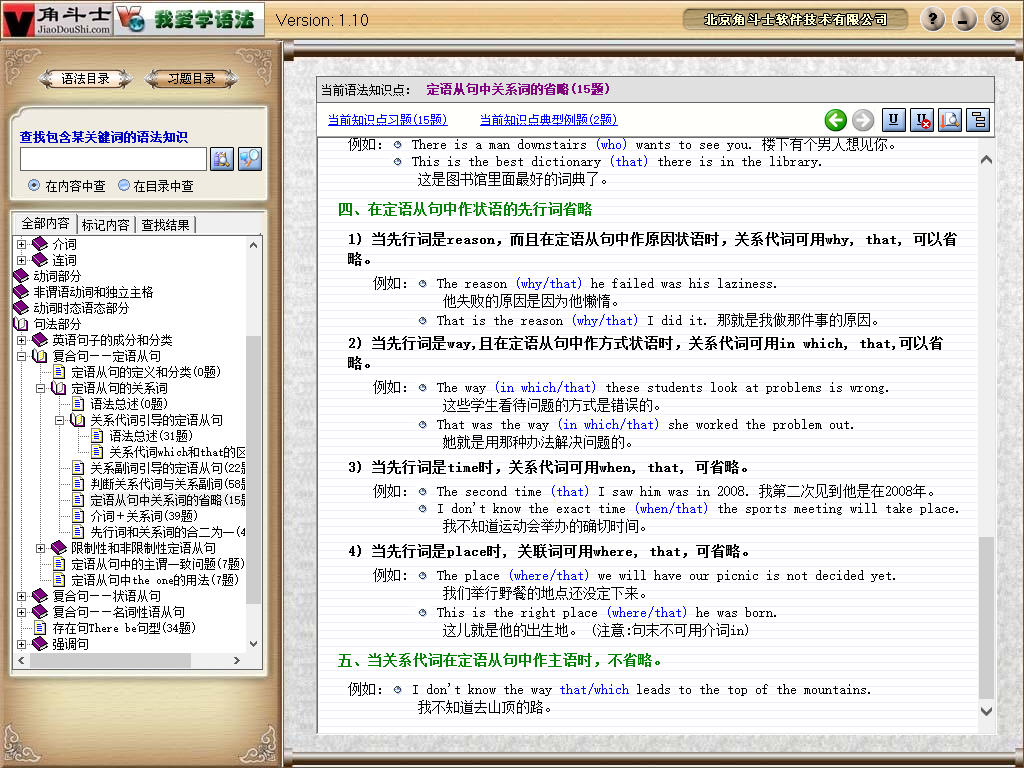 角斗士
JiaoDouShi.com
我爱学语法
Version: 1.10
北京角斗士软件技术有限公司
语法目录
习题目录
查找包含某关键词的语法知识
在内容中查
在目录中查
全部内容
标记内容
查找结果
介词
连词
动词部分
非谓语动词和独立主格
动词时态语态部分
句法部分
英语句子的成分和分类
复合句——定语从句
定语从句的定义和分类(0题)
定语从句的关系词
语法总述(0题)
关系代词引导的定语从句
语法总述(31题)
关系代词which和that的区
关系副词引导的定语从句(22题
判断关系代词与关系副词(58题
定语从句中关系词的省略(15题
介词＋关系词(39题)
先行词和关系词的合二为一(4
限制性和非限制性定语从句
定语从句中的主谓一致问题(7题)
定语从句中the one的用法(7题)
复合句——状语从句
复合句——名词性语从句
存在句There be句型(34题)
强调句
当前语法知识点： 定语从句中关系词的省略(15题)
当前知识点习题(15题)
当前知识点典型例题(2题)
例如： There is a man downstairs (who) wants to see you. 楼下有个男人想见你。
This is the best dictionary (that) there is in the library.
这是图书馆里面最好的词典了。
四、在定语从句中作状语的先行词省略
1) 当先行词是reason，而且在定语从句中作原因状语时，关系代词可用why, that, 可以省
略。
例如： The reason (why/that) he failed was his laziness.
他失败的原因是因为他懒惰。
That is the reason (why/that) I did it. 那就是我做那件事的原因。
2) 当先行词是way,且在定语从句中作方式状语时，关系代词可用in which, that,可以省
略。
例如： The way (in which/that) these students look at problems is wrong.
这些学生看待问题的方式是错误的。
That was the way (in which/that) she worked the problem out.
她就是用那种办法解决问题的。
3) 当先行词是time时，关系代词可用when, that, 可省略。
例如： The second time (that) I saw him was in 2008. 我第二次见到他是在2008年。
I don't know the exact time (when/that) the sports meeting will take place.
我不知道运动会举办的确切时间。
4) 当先行词是place时, 关联词可用where, that，可省略。
例如： The place (where/that) we will have our picnic is not decided yet.
我们举行野餐的地点还没定下来。
This is the right place (where/that) he was born.
这儿就是他的出生地。 (注意:句末不可用介词in)
五、当关系代词在定语从句中作主语时，不省略。
例如： I don't know the way that/which leads to the top of the mountains.
我不知道去山顶的路。